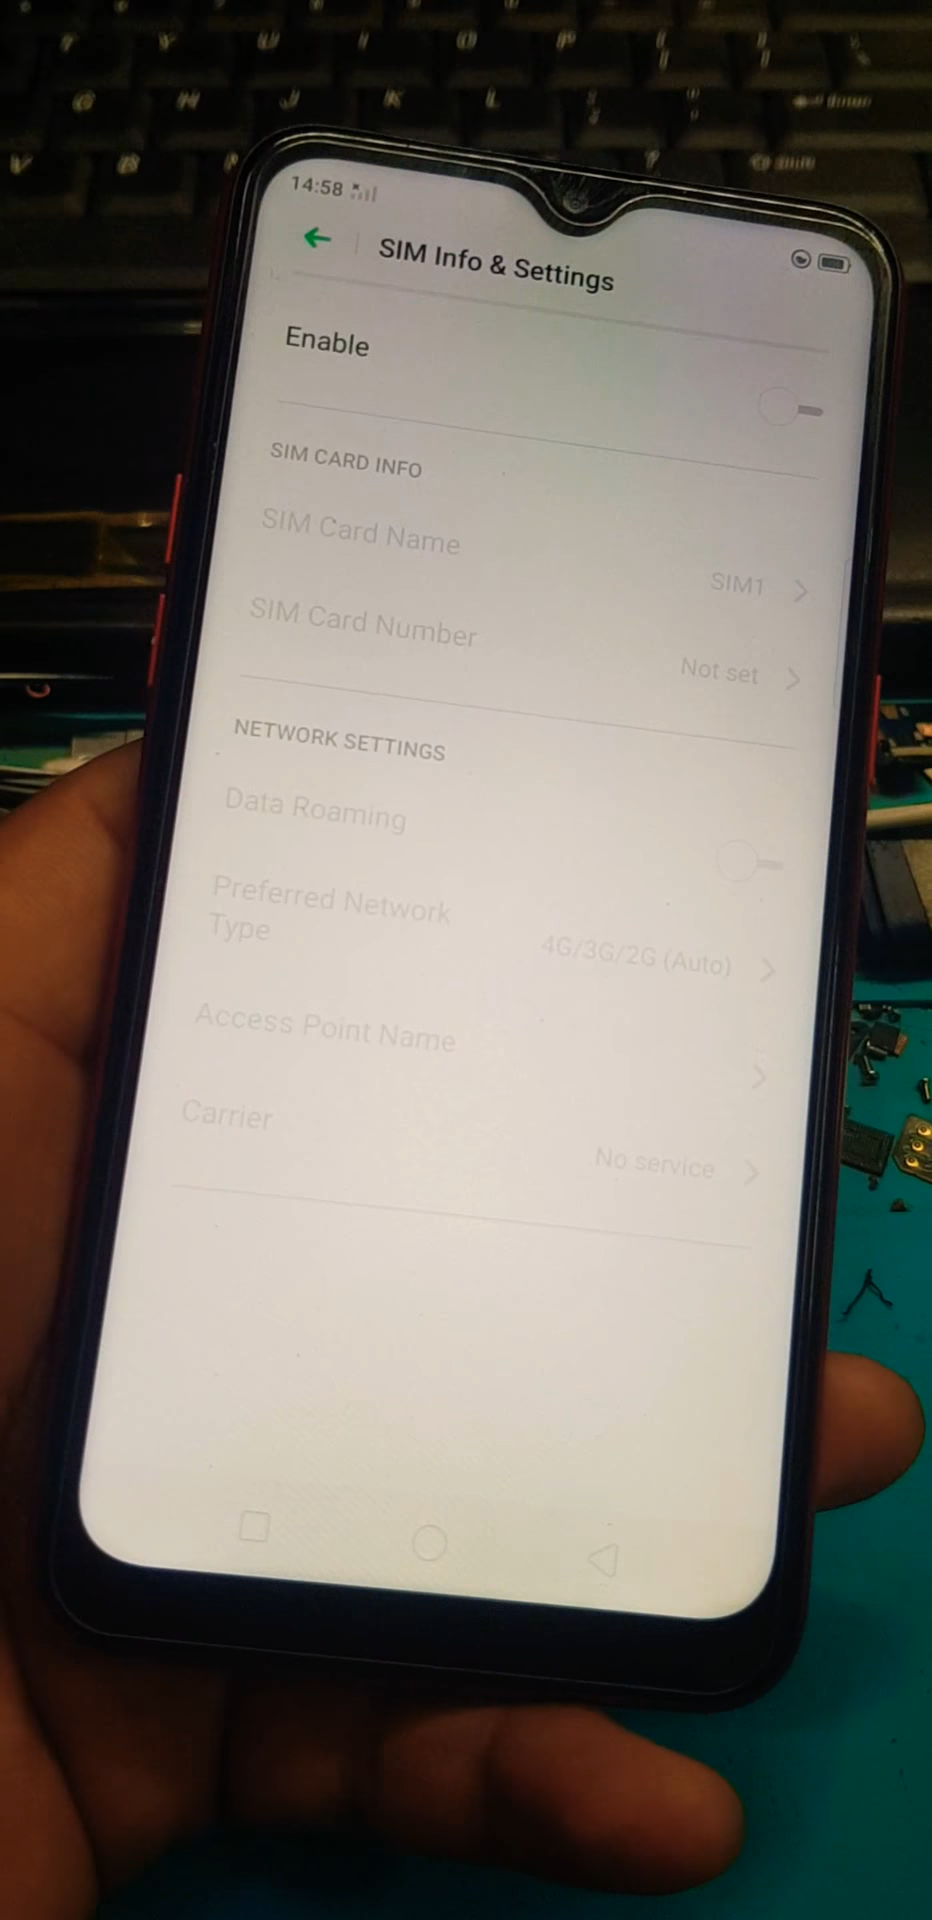 Y U I O P
G H J K L
V B
14:58
SIM Info & Settings
Enable
SIM CARD INFO
SIM Card Name
SIM1
SIM Card Number
Not set
NETWORK SETTINGS
Data Roaming
Preferred Network
Type
4G/3G/2G (Auto)
Access Point Name
Carrier
No service